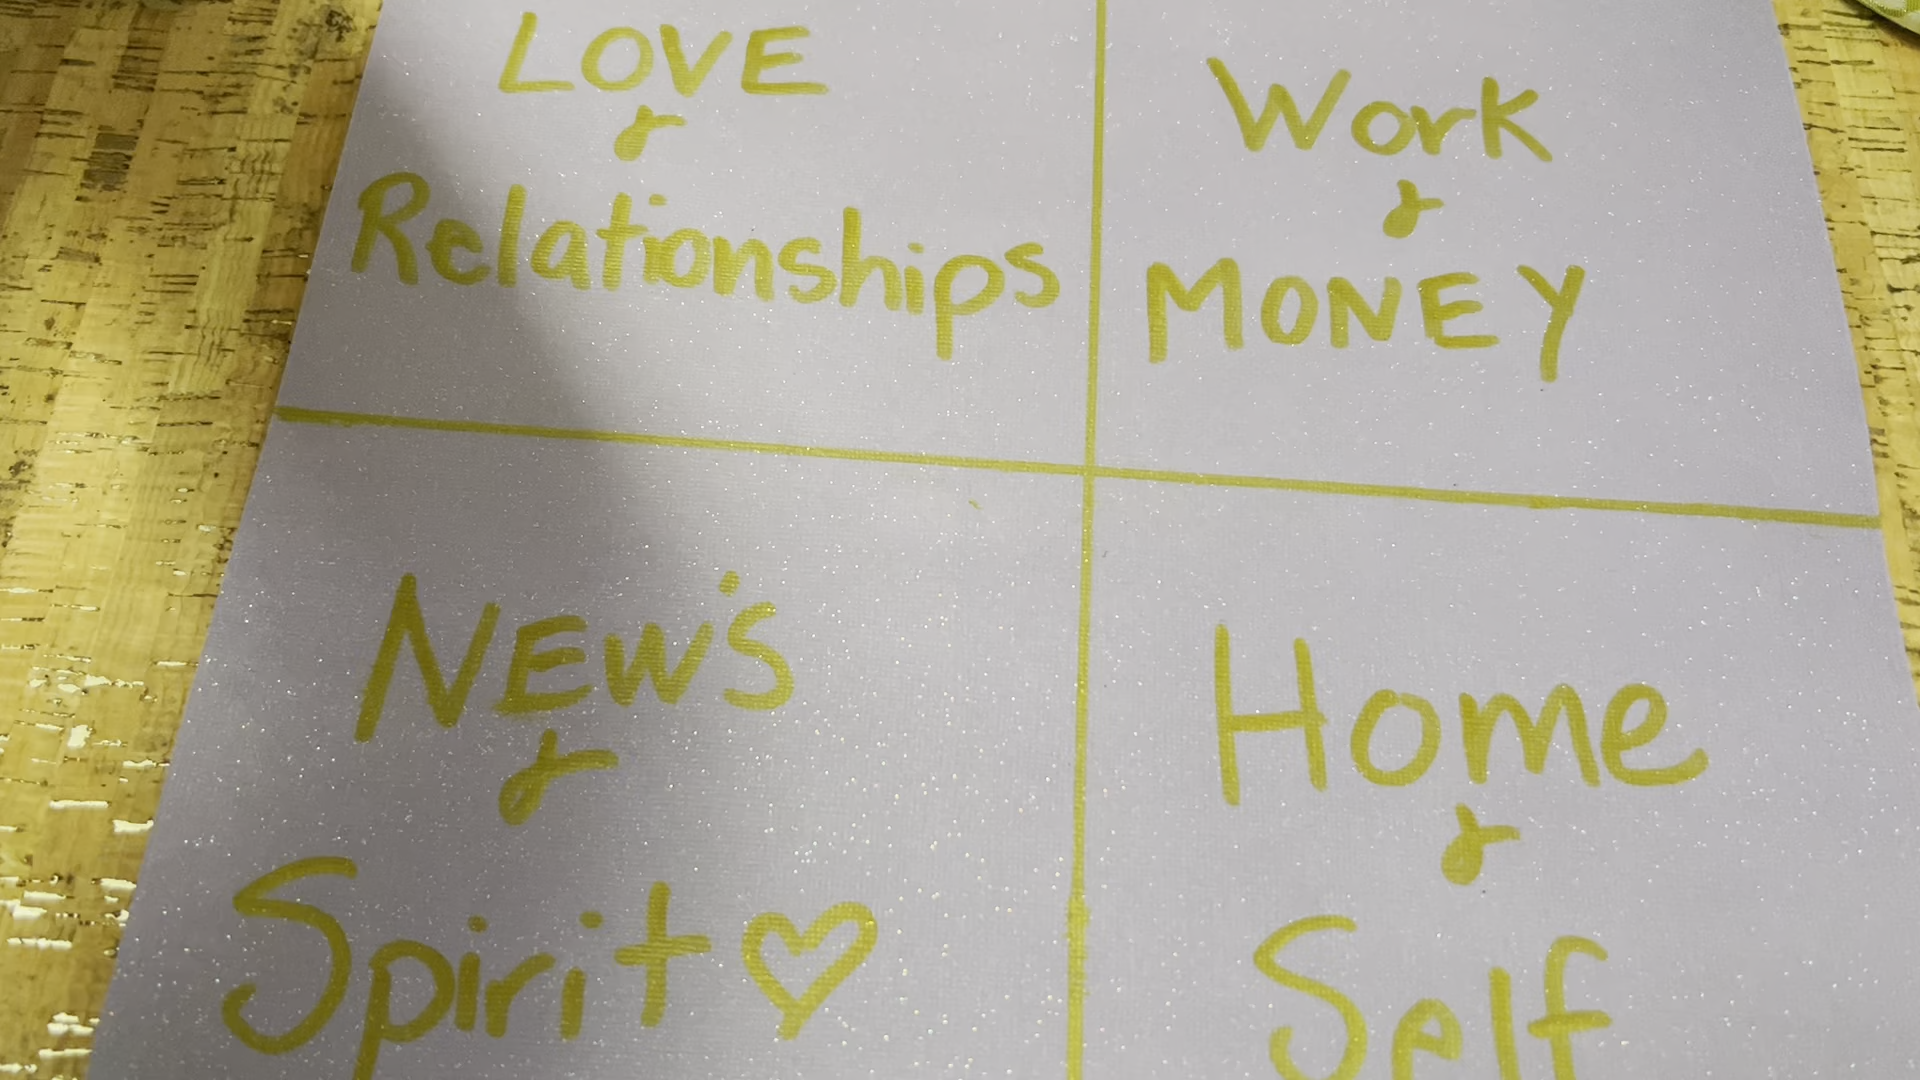 LOVE
&
Relationships
Work
&
MONEY
NEW'S
&
Spirit ♡
Home
&
Self